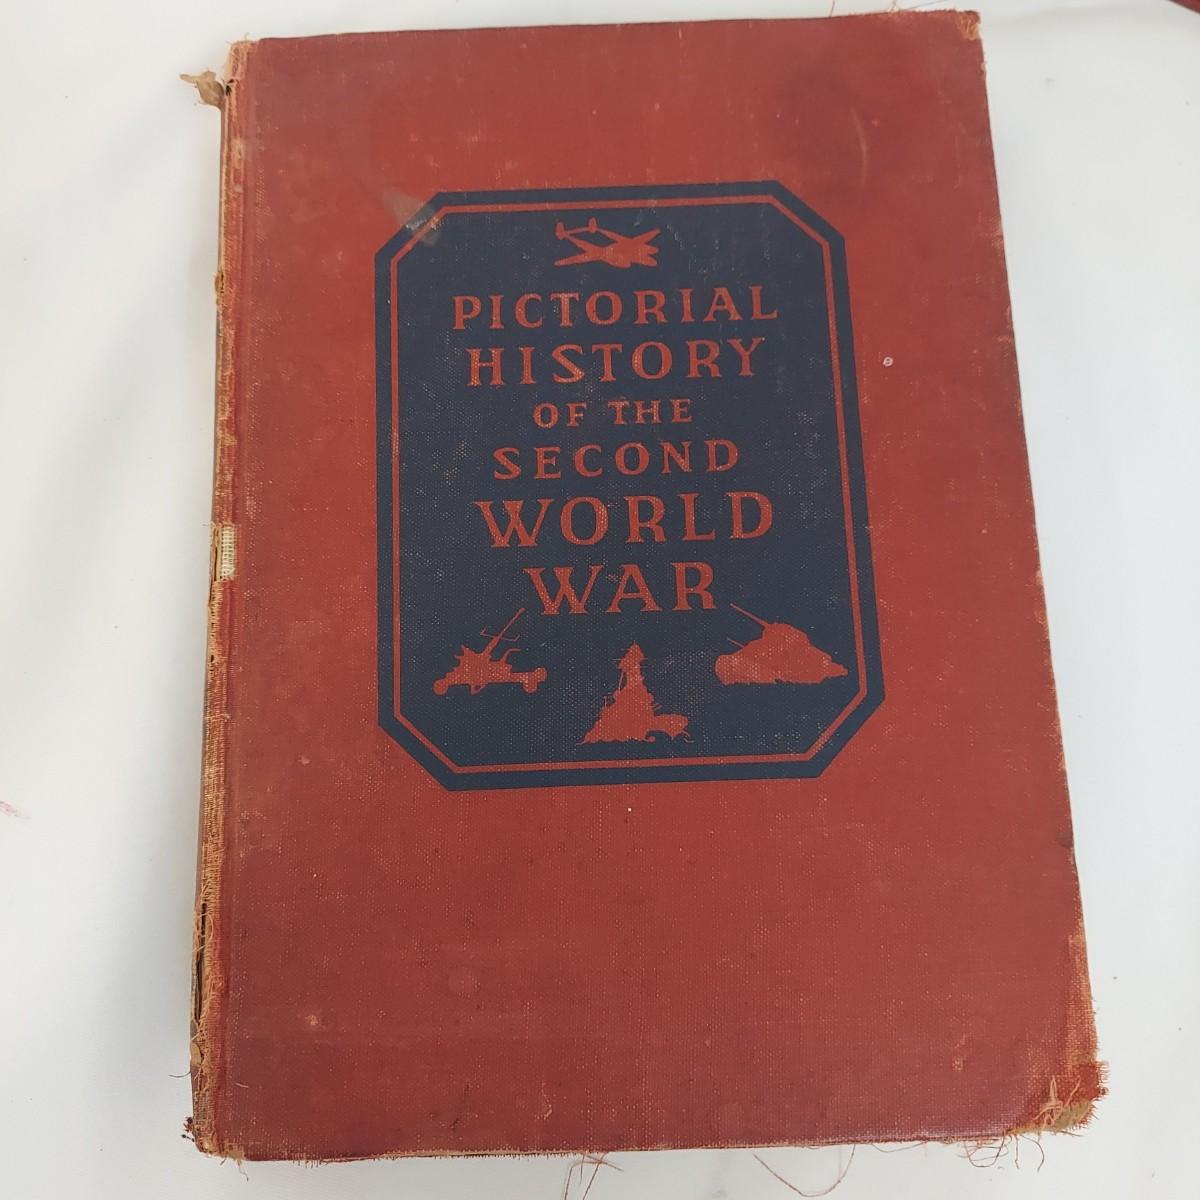 PICTORIAL
HISTORY
OF THE
SECOND
WORLD
WAR